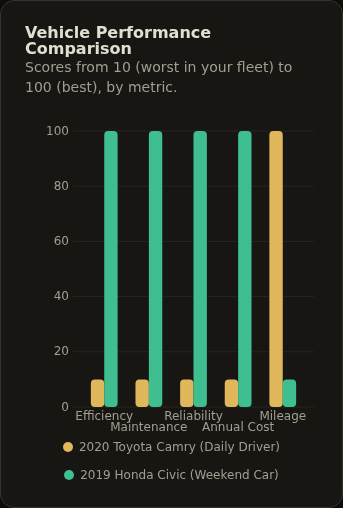 Vehicle Performance
Comparison
Scores from 10 (worst in your fleet) to
100 (best), by metric.
100
80
60
40
20
0
Efficiency
Maintenance
Reliability
Annual Cost
Mileage
2020 Toyota Camry (Daily Driver)
2019 Honda Civic (Weekend Car)